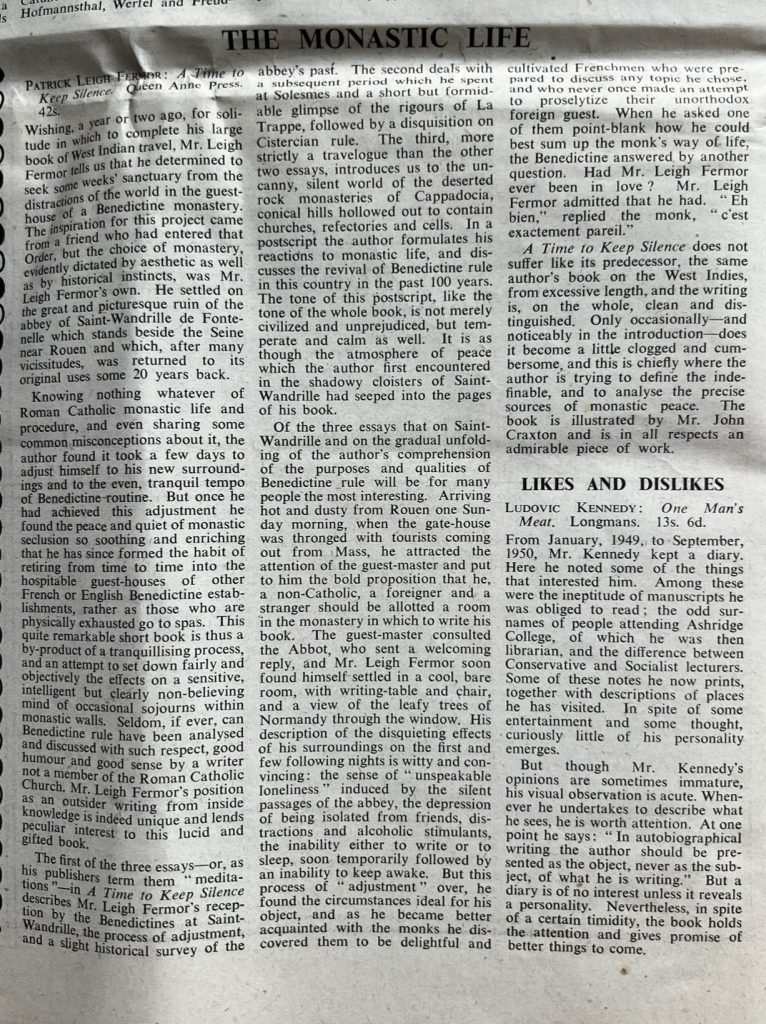 Hofmannsthal, Werfel and Freud
THE MONASTIC LIFE
PATRICK LEIGH FERMOR: A Time to
Keep Silence. Queen Anne Press.
42s.
Wishing, a year or two ago, for soli-
tude in which to complete his large
book of West Indian travel, Mr. Leigh
Fermor tells us that he determined to
seek some weeks' sanctuary from the
distractions of the world in the guest-
house of a Benedictine monastery.
The inspiration for this project came
from a friend who had entered that
Order, but the choice of monastery,
evidently dictated by aesthetic as well
as by historical instincts, was Mr.
Leigh Fermor's own. He settled on
the great and picturesque ruin of the
abbey of Saint-Wandrille de Fonte-
nelle which stands beside the Seine
near Rouen and which, after many
vicissitudes, was returned to its
original uses some 20 years back.
Knowing nothing whatever of
Roman Catholic monastic life and
procedure, and even sharing some
common misconceptions about it, the
author found it took a few days to
adjust himself to his new surround-
ings and to the even, tranquil tempo
of Benedictine routine. But once he
had achieved this adjustment he
found the peace and quiet of monastic
seclusion so soothing and enriching
that he has since formed the habit of
retiring from time to time into the
hospitable guest-houses of other
French or English Benedictine estab-
lishments, rather as those who are
physically exhausted go to spas. This
quite remarkable short book is thus a
by-product of a tranquillising process,
and an attempt to set down fairly and
objectively the effects on a sensitive,
intelligent but clearly non-believing
mind of occasional sojourns within
monastic walls. Seldom, if ever, can
Benedictine rule have been analysed
and discussed with such respect, good
humour and good sense by a writer
not a member of the Roman Catholic
Church. Mr. Leigh Fermor's position
as an outsider writing from inside
knowledge is indeed unique and lends
peculiar interest to this lucid and
gifted book.
The first of the three essays—or, as
his publishers term them "medita-
tions"—in A Time to Keep Silence
describes Mr. Leigh Fermor's recep-
tion by the Benedictines at Saint-
Wandrille, the process of adjustment,
and a slight historical survey of the
abbey's past. The second deals with
a subsequent period which he spent
at Solesmes and a short but formid-
able glimpse of the rigours of La
Trappe, followed by a disquisition on
Cistercian rule. The third, more
strictly a travelogue than the other
two essays, introduces us to the un-
canny, silent world of the deserted
rock monasteries of Cappadocia,
conical hills hollowed out to contain
churches, refectories and cells. In a
postscript the author formulates his
reactions to monastic life, and dis-
cusses the revival of Benedictine rule
in this country in the past 100 years.
The tone of this postscript, like the
tone of the whole book, is not merely
civilized and unprejudiced, but tem-
perate and calm as well. It is as
though the atmosphere of peace
which the author first encountered
in the shadowy cloisters of Saint-
Wandrille had seeped into the pages
of his book.
Of the three essays that on Saint-
Wandrille and on the gradual unfold-
ing of the author's comprehension
of the purposes and qualities of
Benedictine rule will be for many
people the most interesting. Arriving
hot and dusty from Rouen one Sun-
day morning, when the gate-house
was thronged with tourists coming
out from Mass, he attracted the
attention of the guest-master and put
to him the bold proposition that he,
a non-Catholic, a foreigner and a
stranger should be allotted a room
in the monastery in which to write his
book. The guest-master consulted
the Abbot, who sent a welcoming
reply, and Mr. Leigh Fermor soon
found himself settled in a cool, bare
room, with writing-table and chair,
and a view of the leafy trees of
Normandy through the window. His
description of the disquieting effects
of his surroundings on the first and
few following nights is witty and con-
vincing: the sense of "unspeakable
loneliness" induced by the silent
passages of the abbey, the depression
of being isolated from friends, dis-
tractions and alcoholic stimulants,
the inability either to write or to
sleep, soon temporarily followed by
an inability to keep awake. But this
process of "adjustment" over, he
found the circumstances ideal for his
object, and as he became better
acquainted with the monks he dis-
covered them to be delightful and
cultivated Frenchmen who were pre-
pared to discuss any topic he chose,
and who never once made an attempt
to proselytize their unorthodox
foreign guest. When he asked one
of them point-blank how he could
best sum up the monk's way of life,
the Benedictine answered by another
question. Had Mr. Leigh Fermor
ever been in love? Mr. Leigh
Fermor admitted that he had. "Eh
bien," replied the monk, "c'est
exactement pareil."
A Time to Keep Silence does not
suffer like its predecessor, the same
author's book on the West Indies,
from excessive length, and the writing
is, on the whole, clean and dis-
tinguished. Only occasionally—and
noticeably in the introduction—does
it become a little clogged and cum-
bersome, and this is chiefly where the
author is trying to define the inde-
finable, and to analyse the precise
sources of monastic peace. The
book is illustrated by Mr. John
Craxton and is in all respects an
admirable piece of work.
LIKES AND DISLIKES
LUDOVIC KENNEDY: One Man's
Meat. Longmans. 13s. 6d.
From January, 1949, to September,
1950, Mr. Kennedy kept a diary.
Here he noted some of the things
that interested him. Among these
were the ineptitude of manuscripts he
was obliged to read; the odd sur-
names of people attending Ashridge
College, of which he was then
librarian, and the difference between
Conservative and Socialist lecturers.
Some of these notes he now prints,
together with descriptions of places
he has visited. In spite of some
entertainment and some thought,
curiously little of his personality
emerges.
But though Mr. Kennedy's
opinions are sometimes immature,
his visual observation is acute. When-
ever he undertakes to describe what
he sees, he is worth attention. At one
point he says: "In autobiographical
writing the author should be pre-
sented as the object, never as the sub-
ject, of what he is writing." But a
diary is of no interest unless it reveals
a personality. Nevertheless, in spite
of a certain timidity, the book holds
the attention and gives promise of
better things to come.